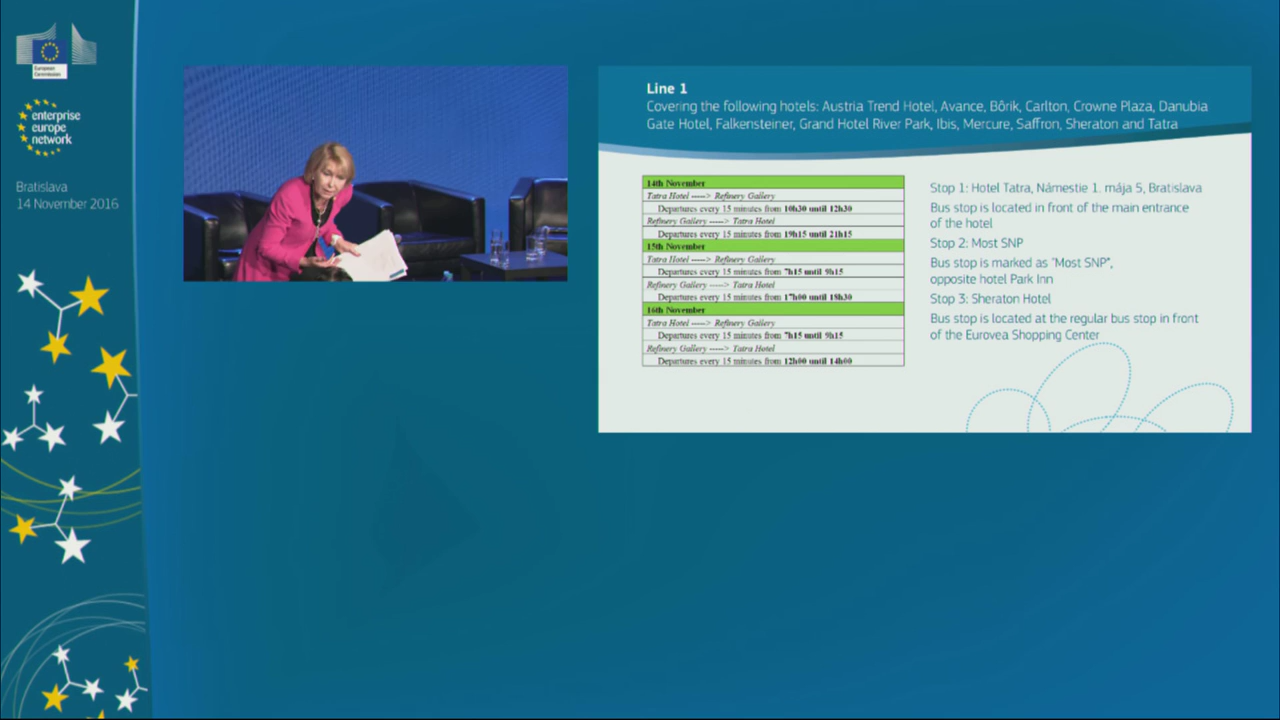 European
Commission
enterprise
europe
network
Bratislava
14 November 2016
Line 1
Covering the following hotels: Austria Trend Hotel, Avance, Bôrik, Carlton, Crowne Plaza, Danubia
Gate Hotel, Falkensteiner, Grand Hotel River Park, Ibis, Mercure, Saffron, Sheraton and Tatra
14th November
Tatra Hotel -----> Refinery Gallery
Departures every 15 minutes from 10h30 until 12h30
Refinery Gallery -----> Tatra Hotel
Departures every 15 minutes from 19h15 until 21h15
15th November
Tatra Hotel -----> Refinery Gallery
Departures every 15 minutes from 7h15 until 9h15
Refinery Gallery -----> Tatra Hotel
Departures every 15 minutes from 17h00 until 18h30
16th November
Tatra Hotel -----> Refinery Gallery
Departures every 15 minutes from 7h15 until 9h15
Refinery Gallery -----> Tatra Hotel
Departures every 15 minutes from 12h00 until 14h00
Stop 1: Hotel Tatra, Námestie 1. mája 5, Bratislava
Bus stop is located in front of the main entrance
of the hotel
Stop 2: Most SNP
Bus stop is marked as "Most SNP",
opposite hotel Park Inn
Stop 3: Sheraton Hotel
Bus stop is located at the regular bus stop in front
of the Eurovea Shopping Center